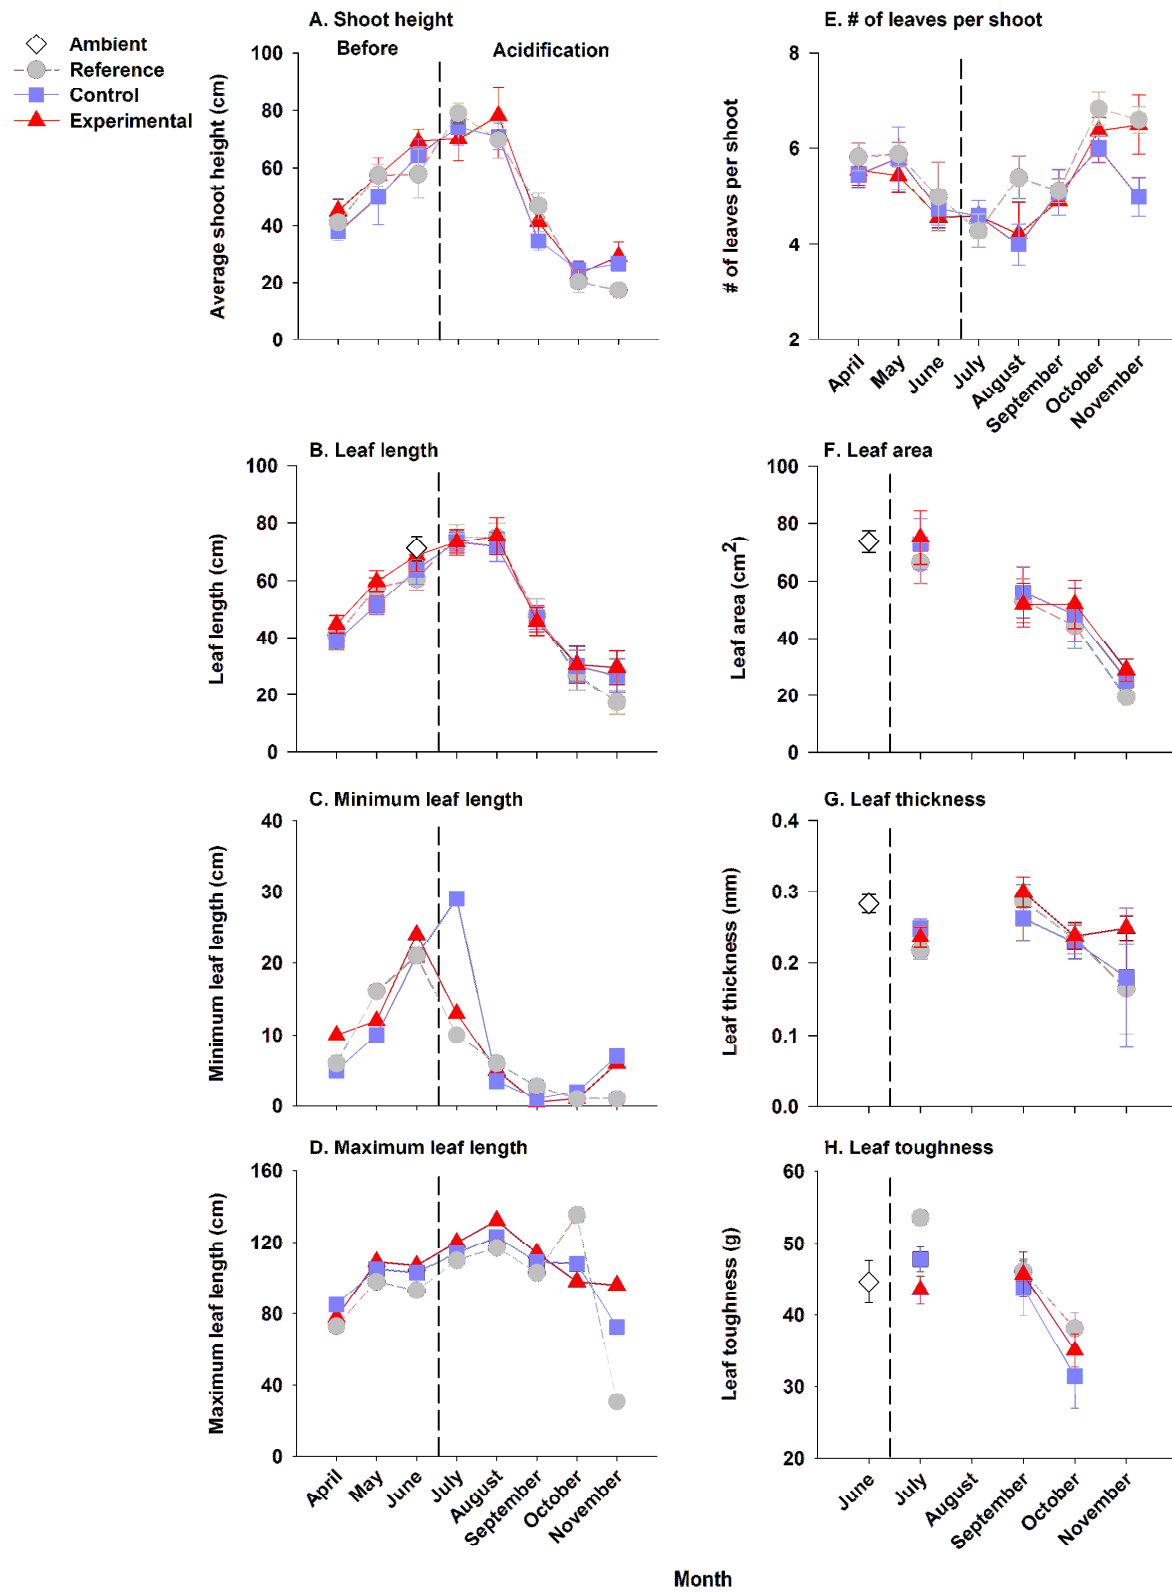 Ambient
Reference
Control
Experimental
A. Shoot height
Before
Acidification
Average shoot height (cm)
100
80
60
40
20
0
E. # of leaves per shoot
# of leaves per shoot
8
6
4
2
April
May
June
July
August
September
October
November
B. Leaf length
Leaf length (cm)
100
80
60
40
20
0
F. Leaf area
Leaf area (cm2)
100
80
60
40
20
0
C. Minimum leaf length
Minimum leaf length (cm)
40
30
20
10
0
G. Leaf thickness
Leaf thickness (mm)
0.4
0.3
0.2
0.1
0.0
D. Maximum leaf length
Maximum leaf length (cm)
160
120
80
40
0
April
May
June
July
August
September
October
November
H. Leaf toughness
Leaf toughness (g)
60
50
40
30
20
June
July
August
September
October
November
Month